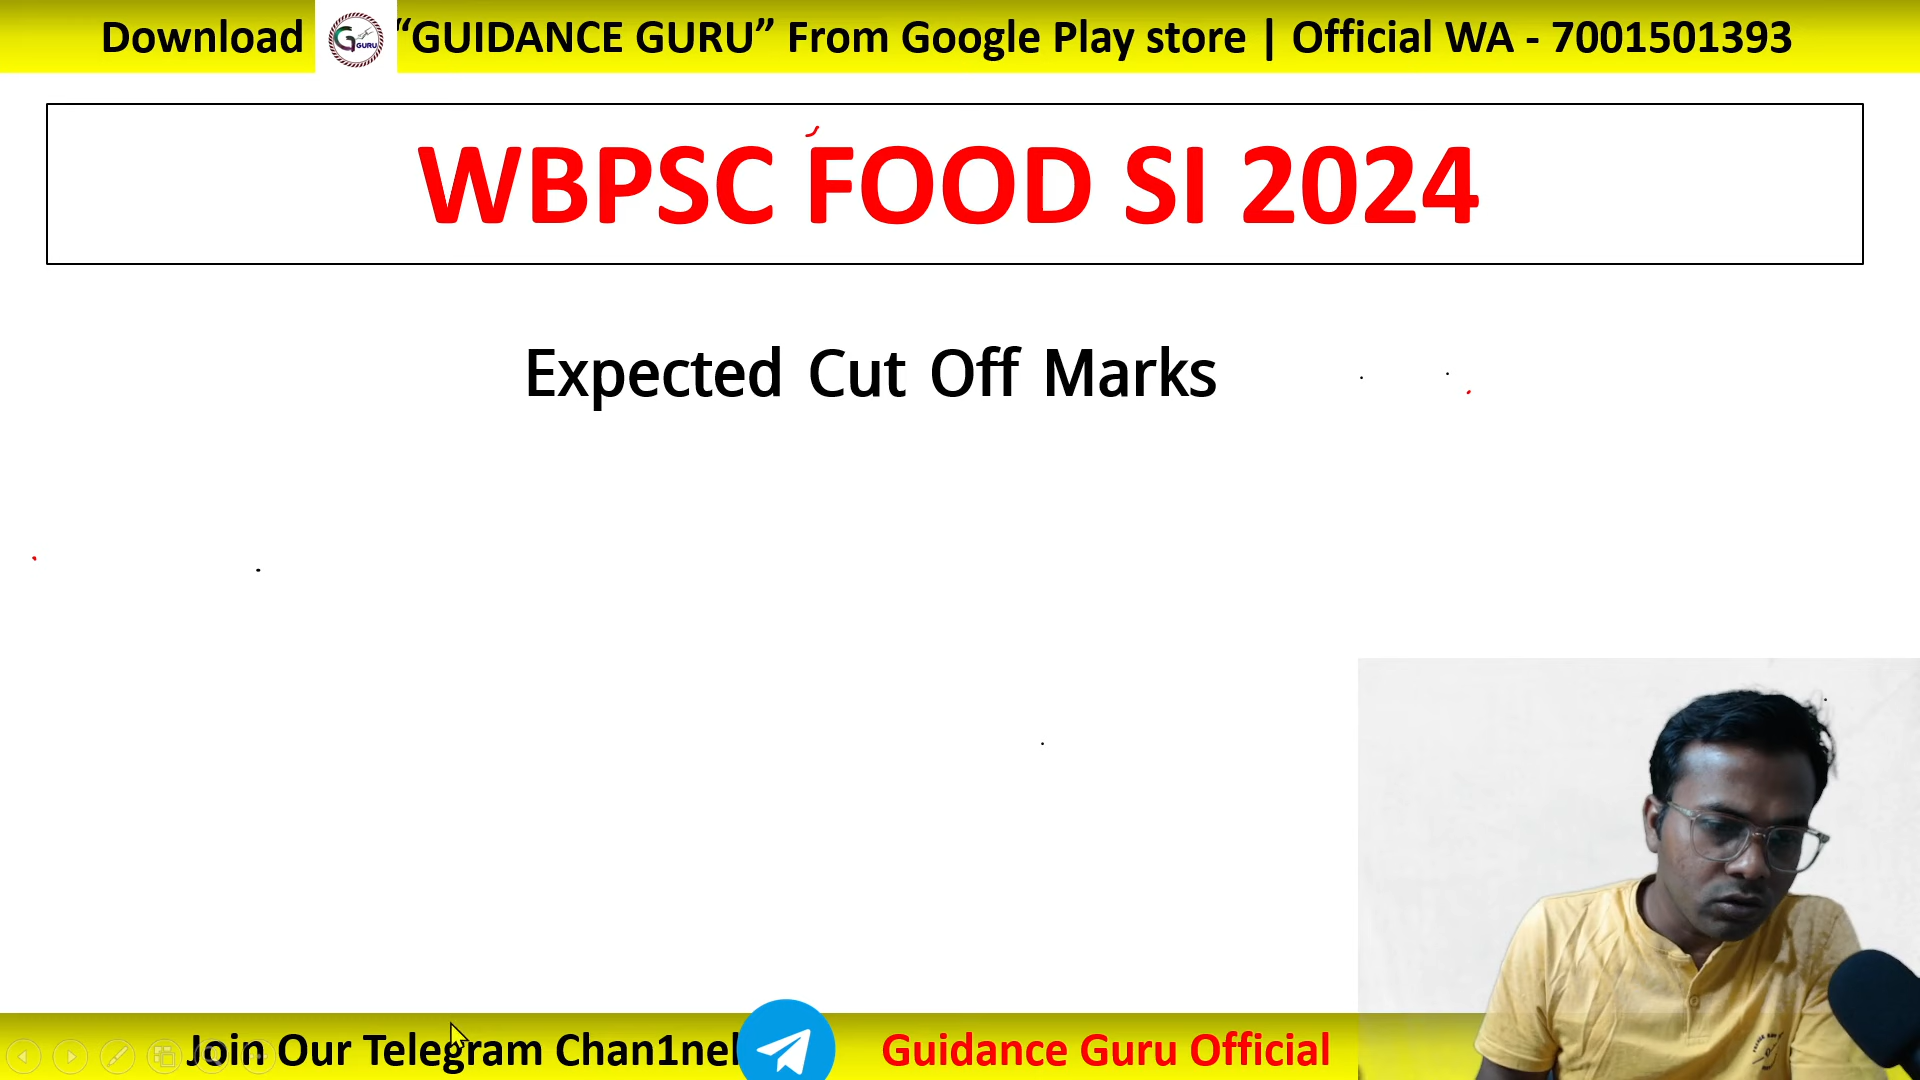 Download GGURU “GUIDANCE GURU” From Google Play store | Official WA - 7001501393
WBPSC FOOD SI 2024
Expected Cut Off Marks
Join Our Telegram Chan1nel Guidance Guru Official